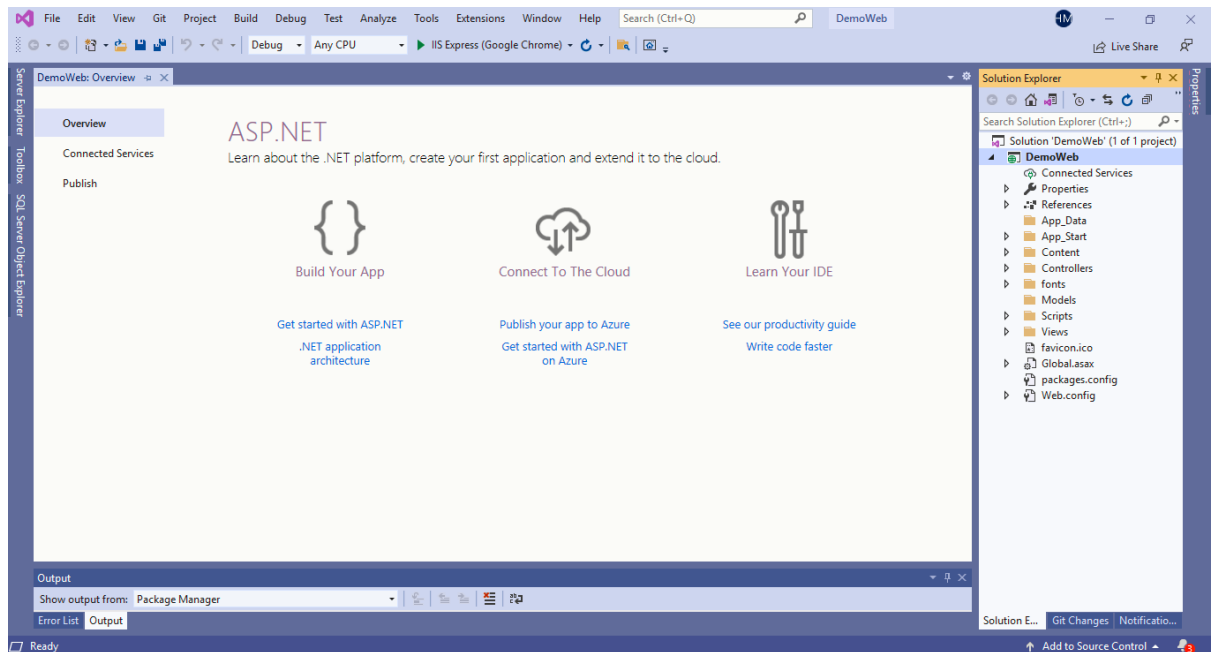 File Edit View Git Project Build Debug Test Analyze Tools Extensions Window Help Search (Ctrl+Q) DemoWeb HM
Debug Any CPU IIS Express (Google Chrome) Live Share
Server Explorer
Toolbox
SQL Server Object Explorer
DemoWeb: Overview
Overview
Connected Services
Publish
ASP.NET
Learn about the .NET platform, create your first application and extend it to the cloud.
Build Your App
Get started with ASP.NET
.NET application
architecture
Connect To The Cloud
Publish your app to Azure
Get started with ASP.NET
on Azure
Learn Your IDE
See our productivity guide
Write code faster
Output
Show output from: Package Manager
Error List Output
Solution Explorer
Search Solution Explorer (Ctrl+;)
Solution 'DemoWeb' (1 of 1 project)
DemoWeb
Connected Services
Properties
References
App_Data
App_Start
Content
Controllers
fonts
Models
Scripts
Views
favicon.ico
Global.asax
packages.config
Web.config
Solution E... Git Changes Notificatio...
Properties
Ready Add to Source Control 3